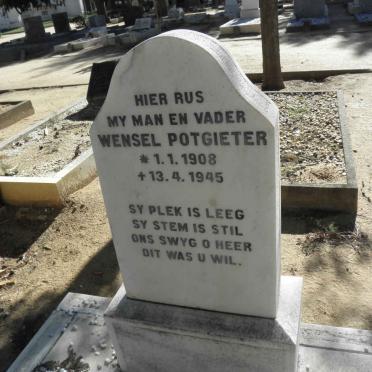 HIER RUS
MY MAN EN VADER
WENSEL POTGIETER
* 1.1.1908
+ 13.4.1945
SY PLEK IS LEEG
SY STEM IS STIL
ONS SWYG O HEER
DIT WAS U WIL.